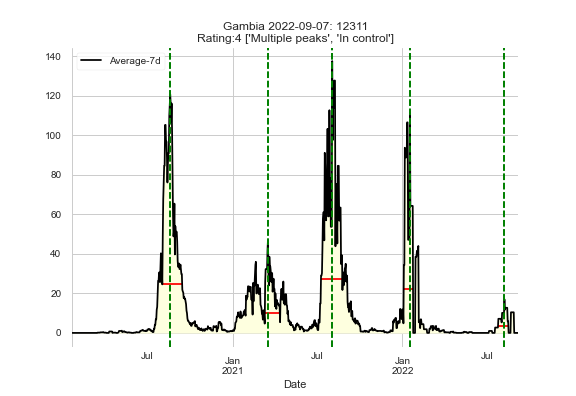 Gambia 2022-09-07: 12311
Rating:4 ['Multiple peaks', 'In control']
Average-7d
140
120
100
80
60
40
20
0
Jul
Jan
2021
Jul
Jan
2022
Jul
Date